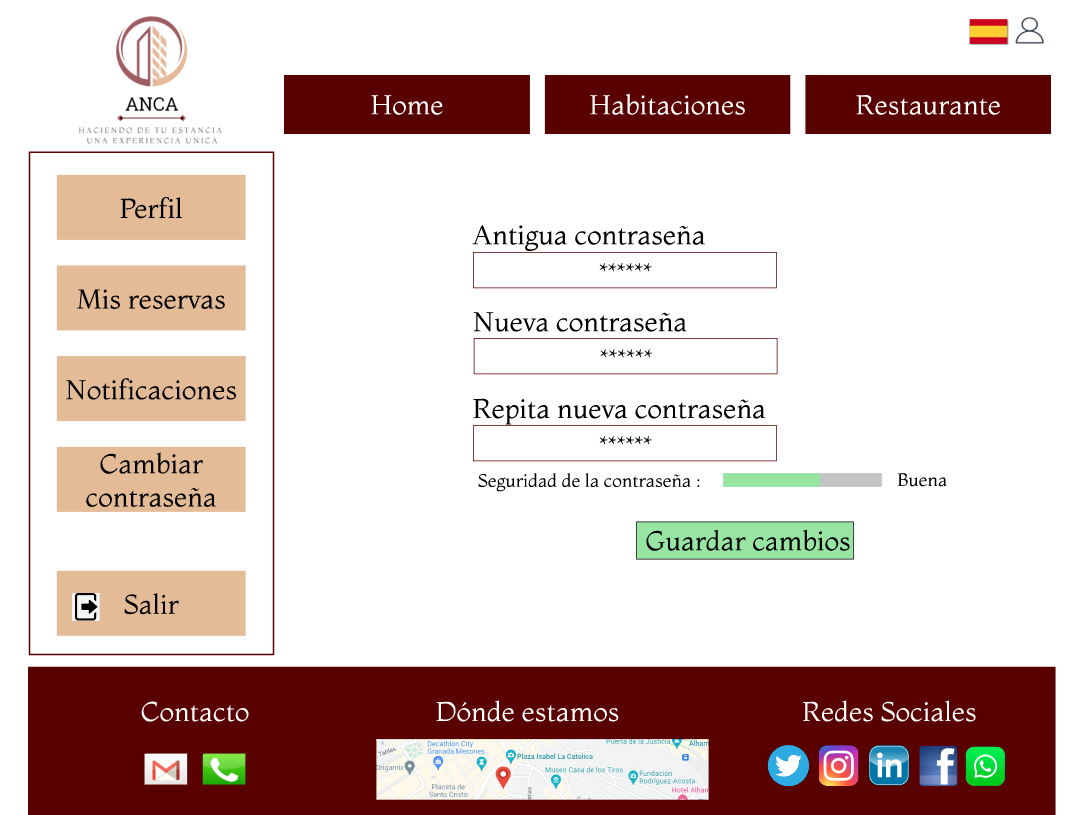 ANCA
HACIENDO DE TU ESTANCIA
UNA EXPERIENCIA UNICA
Home
Habitaciones
Restaurante
Perfil
Mis reservas
Notificaciones
Cambiar
contraseña
Salir
Antigua contraseña
******
Nueva contraseña
******
Repita nueva contraseña
******
Seguridad de la contraseña :
Buena
Guardar cambios
Contacto
Dónde estamos
Tables
Decathlon City
Granada Mesones
Origamix
Placeta de
Santo Cristo
Plaza Isabel La Catolica
Museo Casa de los Tiros
Puerta de la Justicia
Alham
Fundación
Rodríguez-Acosta
Hotel Alham
Redes Sociales